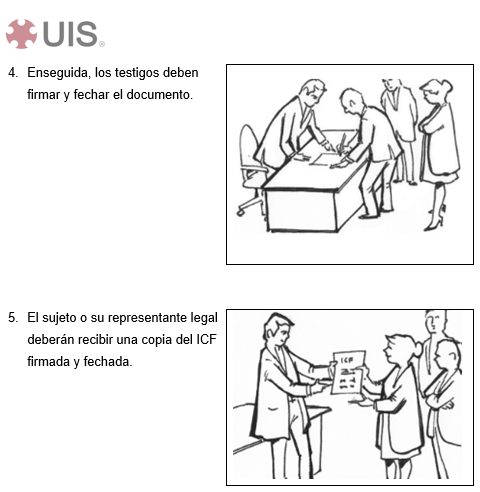 UIS®
4. Enseguida, los testigos deben
firmar y fechar el documento.
5. El sujeto o su representante legal
deberán recibir una copia del ICF
firmada y fechada.
ICF